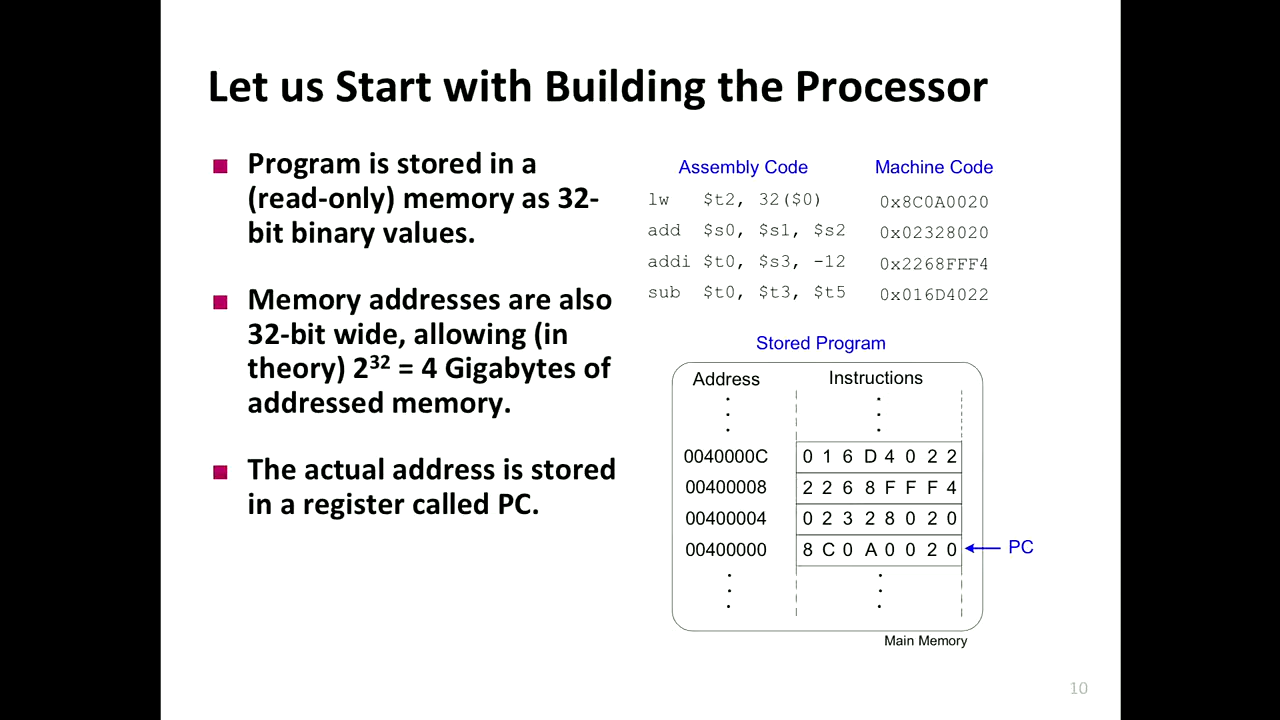 Let us Start with Building the Processor
Program is stored in a
(read-only) memory as 32-
bit binary values.
Memory addresses are also
32-bit wide, allowing (in
theory) 2³² = 4 Gigabytes of
addressed memory.
The actual address is stored
in a register called PC.
Assembly Code Machine Code
lw $t2, 32($0) 0x8C0A0020
add $s0, $s1, $s2 0x02328020
addi $t0, $s3, -12 0x2268FFF4
sub $t0, $t3, $t5 0x016D4022
Stored Program
Address Instructions
0040000C 0 1 6 D 4 0 2 2
00400008 2 2 6 8 F F F 4
00400004 0 2 3 2 8 0 2 0
00400000 8 C 0 A 0 0 2 0 PC
Main Memory
10